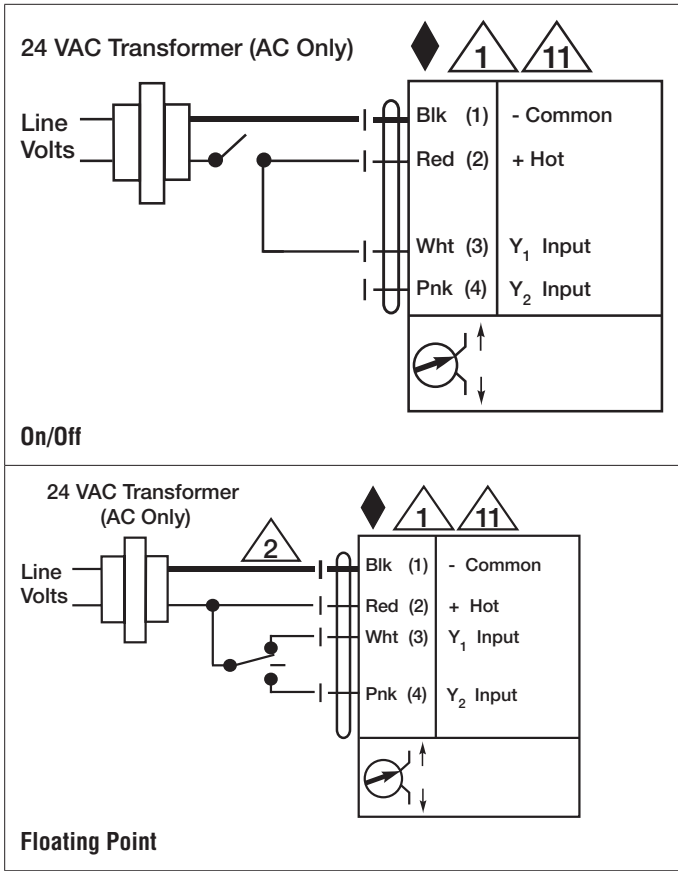 24 VAC Transformer (AC Only)
1
11
Line
Volts
Blk (1) - Common
Red (2) + Hot
Wht (3) Y1 Input
Pnk (4) Y2 Input
On/Off
24 VAC Transformer
(AC Only)
2
1
11
Line
Volts
Blk (1) - Common
Red (2) + Hot
Wht (3) Y1 Input
Pnk (4) Y2 Input
Floating Point